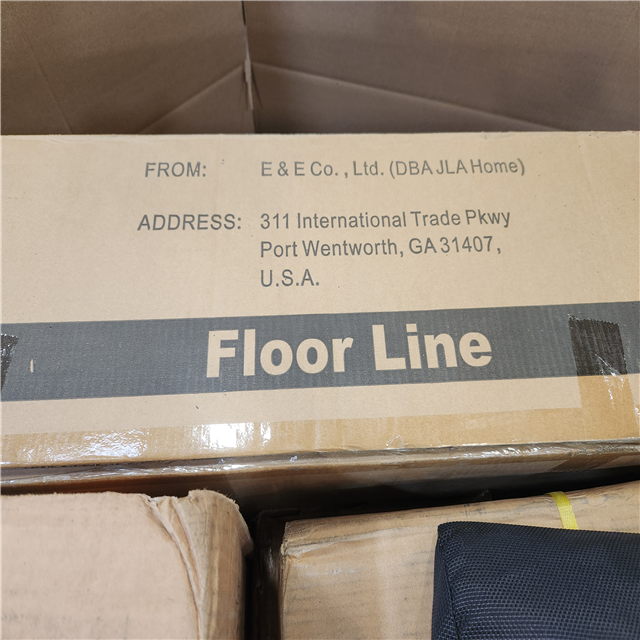 FROM: E & E Co., Ltd. (DBA JLA Home)
ADDRESS: 311 International Trade Pkwy
Port Wentworth, GA 31407,
U.S.A.
Floor Line